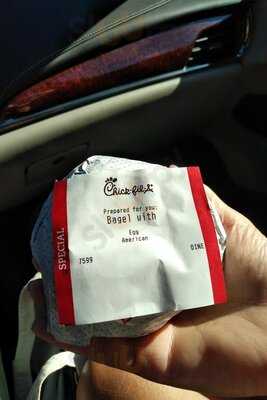 Chick-fil-A
Prepared for you:
Bagel with
Egg
American
SPECIAL
7599
DINE